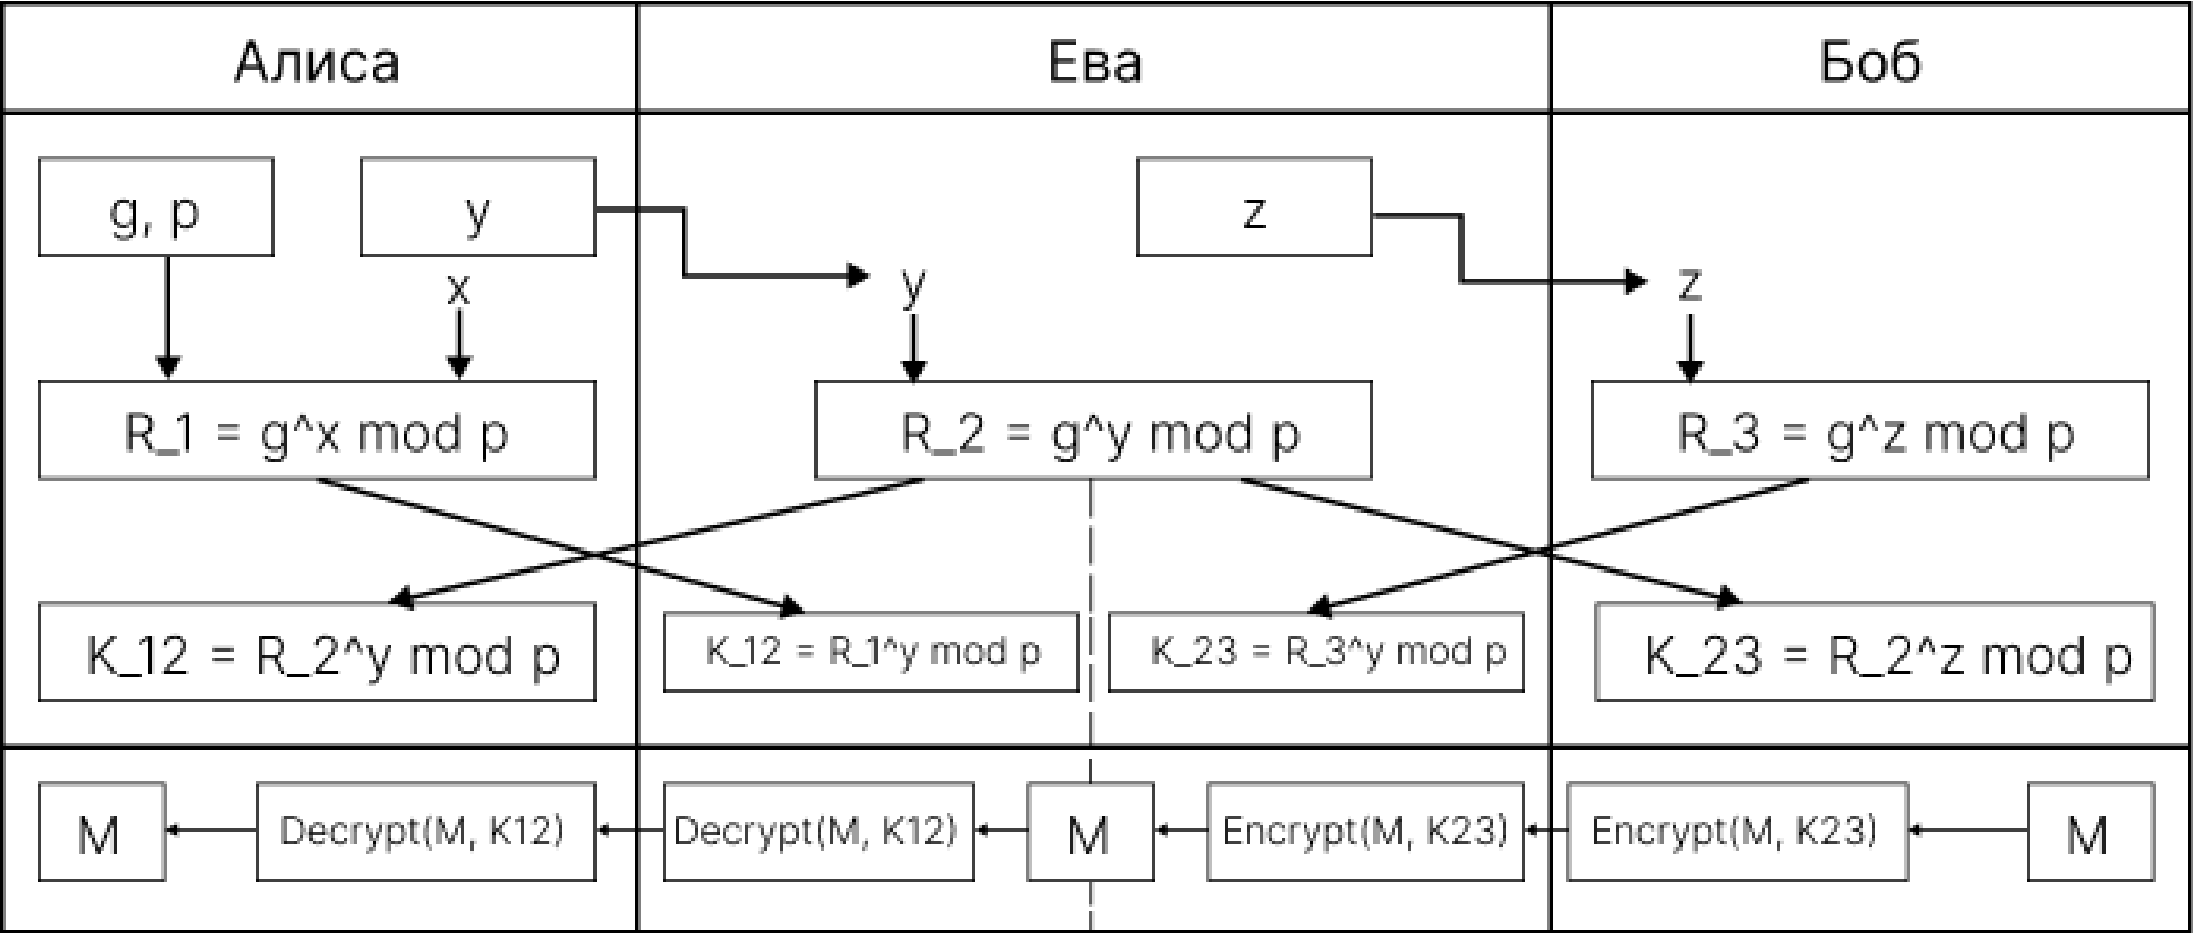 Алиса Ева Боб
g, p y z
x y z
R_1 = g^x mod p R_2 = g^y mod p R_3 = g^z mod p
K_12 = R_2^y mod p K_12 = R_1^y mod p K_23 = R_3^y mod p K_23 = R_2^z mod p
M Decrypt(M, K12) Decrypt(M, K12) M Encrypt(M, K23) Encrypt(M, K23) M